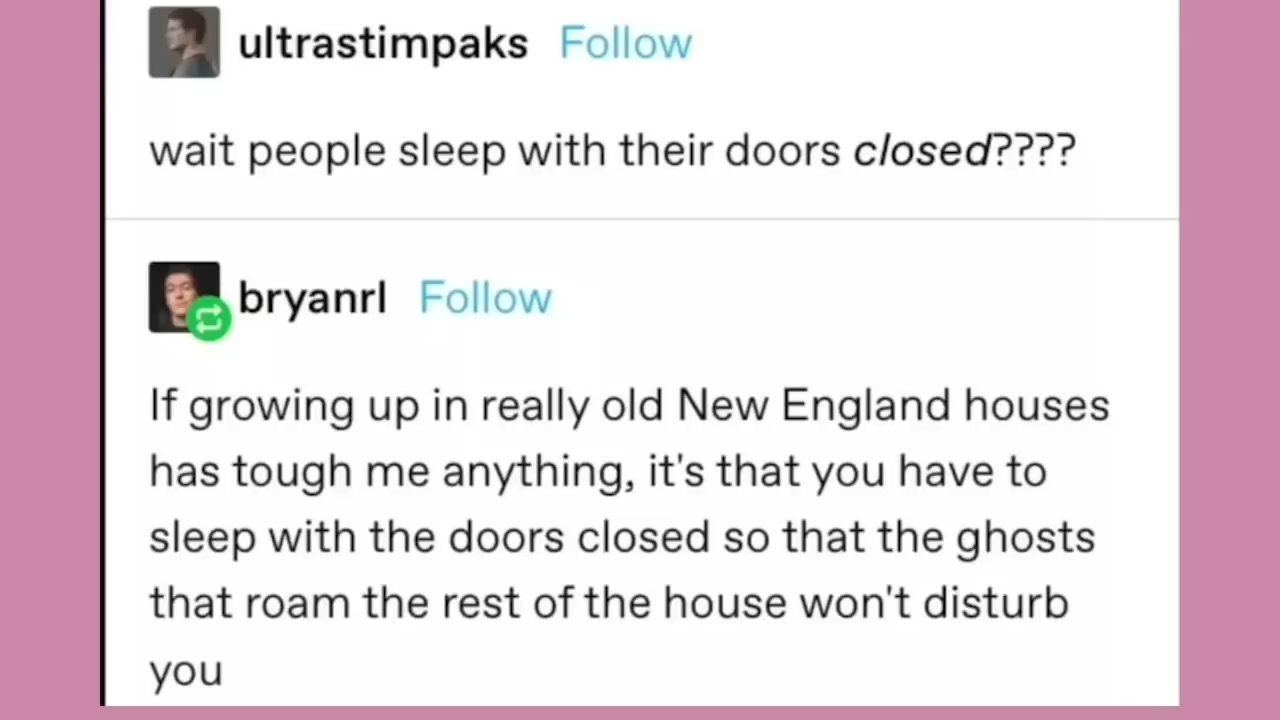 ultrastimpaks Follow
wait people sleep with their doors closed????
bryanrl Follow
If growing up in really old New England houses
has tough me anything, it's that you have to
sleep with the doors closed so that the ghosts
that roam the rest of the house won't disturb
you